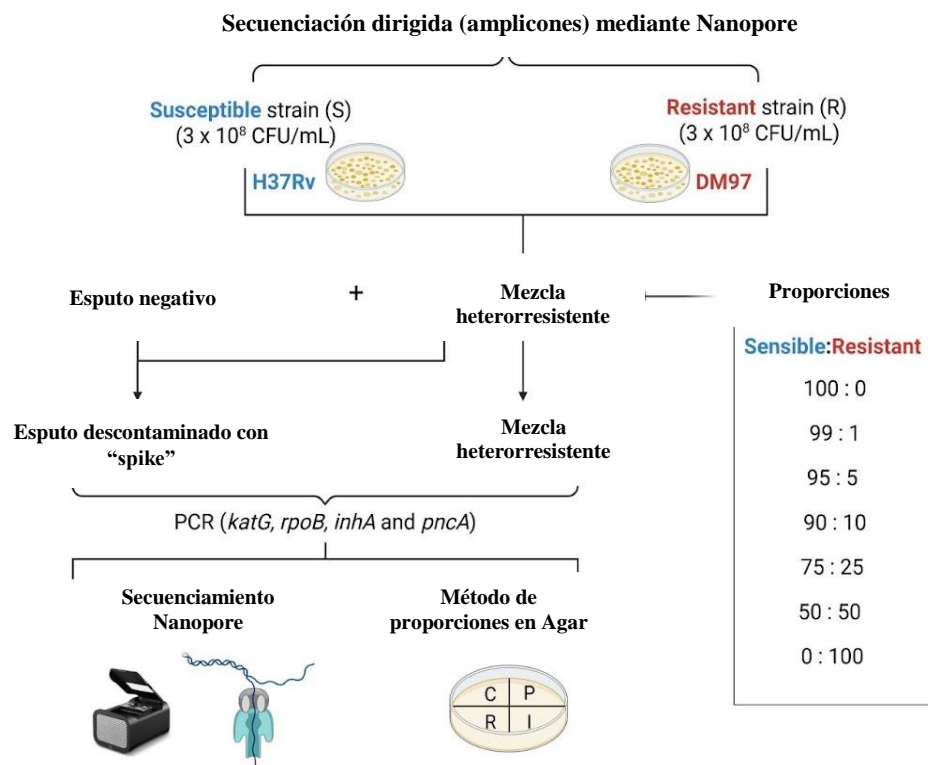 Secuenciación dirigida (amplicones) mediante Nanopore
Susceptible strain (S)
(3 x 10⁸ CFU/mL)
H37Rv
Resistant strain (R)
(3 x 10⁸ CFU/mL)
DM97
Esputo negativo
+
Mezcla
heterorresistente
Proporciones
Sensible:Resistant
100 : 0
99 : 1
95 : 5
90 : 10
75 : 25
50 : 50
0 : 100
Esputo descontaminado con
“spike”
Mezcla
heterorresistente
PCR (katG, rpoB, inhA and pncA)
Secuenciamiento
Nanopore
Método de
proporciones en Agar
C P
R I